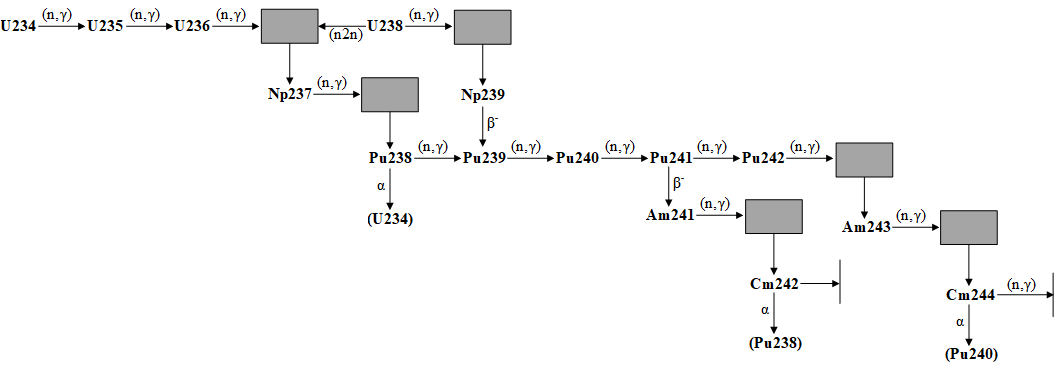 U234 (n,γ) U235 (n,γ) U236 (n,γ) (n2n) U238 (n,γ)
Np237 (n,γ) Np239
β-
Pu238 (n,γ) Pu239 (n,γ) Pu240 (n,γ) Pu241 (n,γ) Pu242 (n,γ)
α β-
(U234) Am241 (n,γ) Am243 (n,γ)
Cm242 Cm244 (n,γ)
α α
(Pu238) (Pu240)